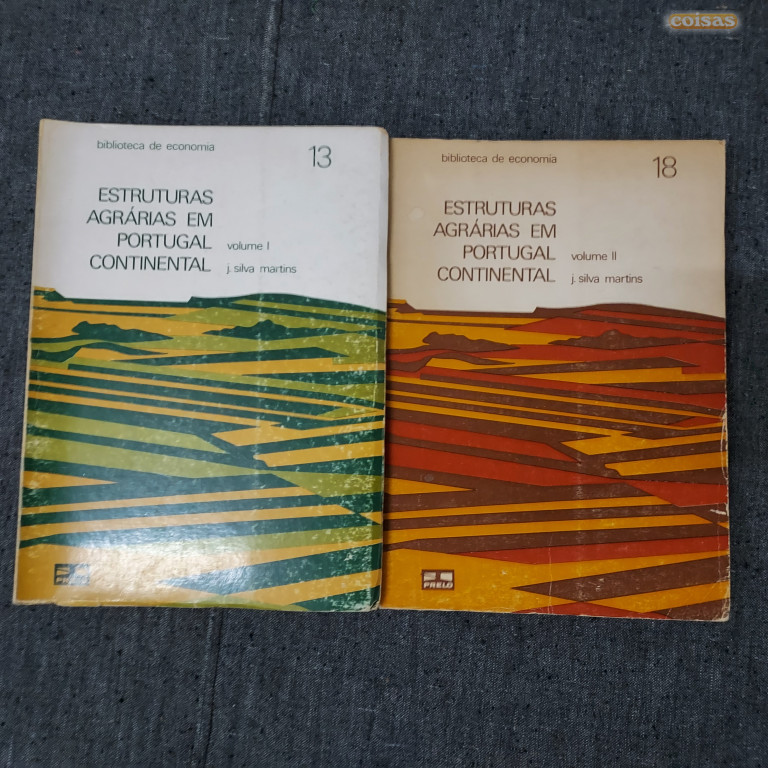 coisas
biblioteca de economia
13
ESTRUTURAS
AGRÁRIAS EM
PORTUGAL volume I
CONTINENTAL j. silva martins
PRELO
biblioteca de economia
18
ESTRUTURAS
AGRÁRIAS EM
PORTUGAL volume II
CONTINENTAL j. silva martins
PRELO